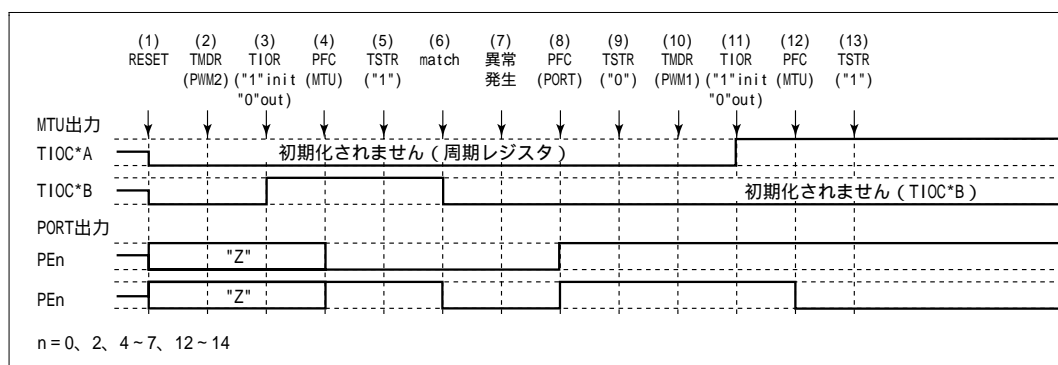 (1) (2) (3) (4) (5) (6) (7) (8) (9) (10) (11) (12) (13)
RESET TMDR TIOR PFC TSTR match 異常 PFC TSTR TMDR TIOR PFC TSTR
(PWM2) ("1"init (MTU) ("1") 発生 (PORT) ("0") (PWM1) ("1"init (MTU) ("1")
"0"out) "0"out)
MTU出力
TIOC*A 初期化されません(周期レジスタ)
TIOC*B 初期化されません(TIOC*B)
PORT出力
PEn "Z"
PEn "Z"
n=0、2、4~7、12~14